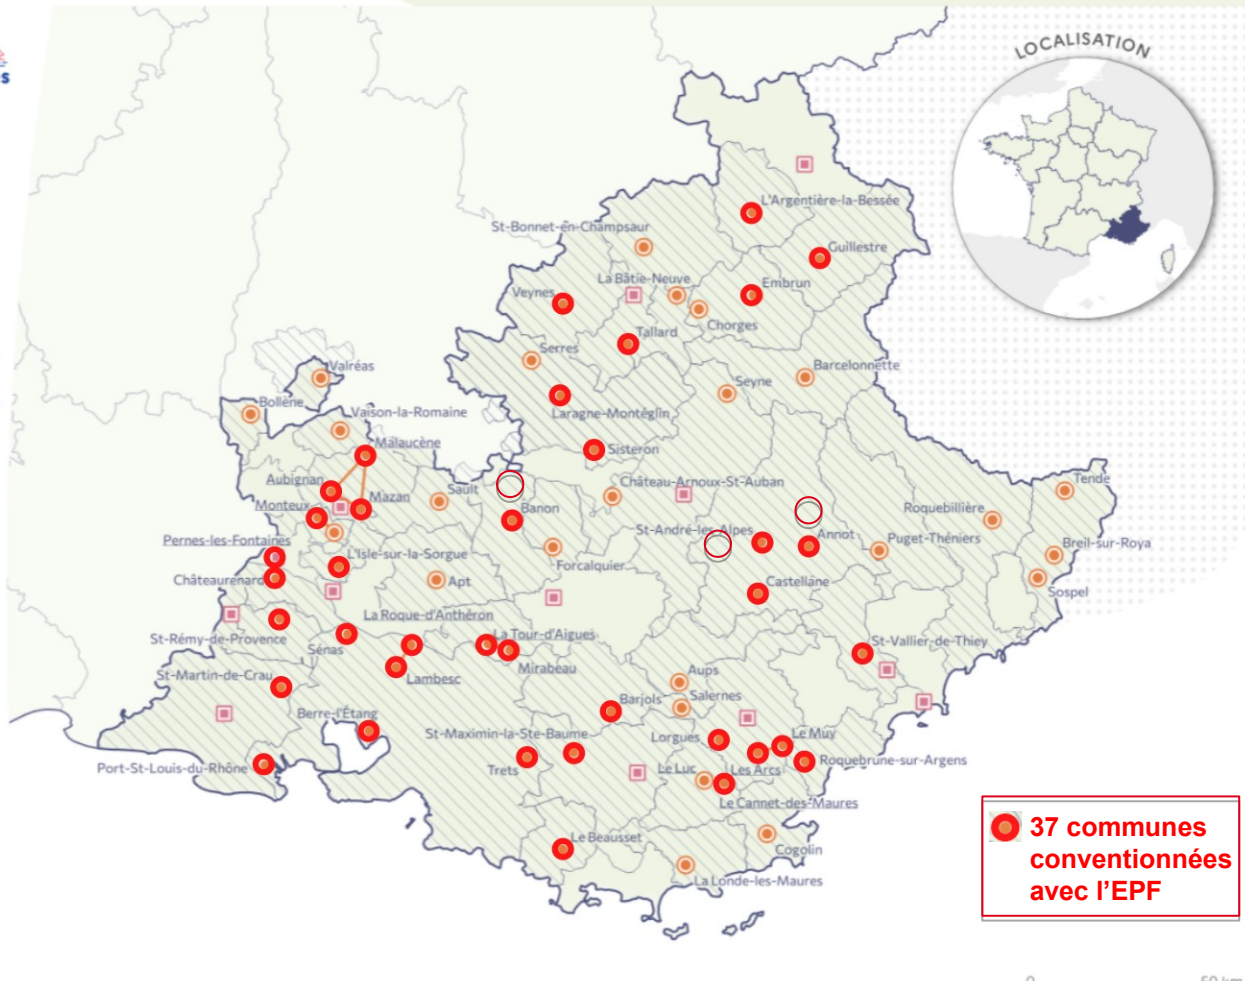 s
LOCALISATION
L'Argentière-la-Bessée
St-Bonnet-en-Champsaur
Guillestre
La Bâtie-Neuve
Embrun
Veynes
Chorges
Tallard
Serres
Barcelonnette
Valréas
Seyne
Bollène
Vaison-la-Romaine
Laragne-Montéglin
Malaucène
Sisteron
Aubignan
Sault
Château-Arnoux-St-Auban
Tende
Mazan
Monteux
Banon
Roquebillière
St-André-les-Alpes
Annot
Puget-Théniers
Pernes-les-Fontaines
L'Isle-sur-la-Sorgue
Forcalquier
Breil-sur-Roya
Châteaurenard
Apt
Castellane
Sospel
La Roque-d'Anthéron
St-Rémy-de-Provence
La Tour-d'Aigues
St-Vallier-de-Thiey
Sénas
Mirabeau
St-Martin-de-Crau
Lambesc
Aups
Salernes
Barjols
Berre-l'Étang
St-Maximin-la-Ste-Baume
Lorgues
Le Muy
Port-St-Louis-du-Rhône
Trets
Le Luc
Les Arcs
Roquebrune-sur-Argens
Le Cannet-des-Maures
Le Beausset
Cogolin
La Londe-les-Maures
37 communes
conventionnées
avec l'EPF
0
50 km